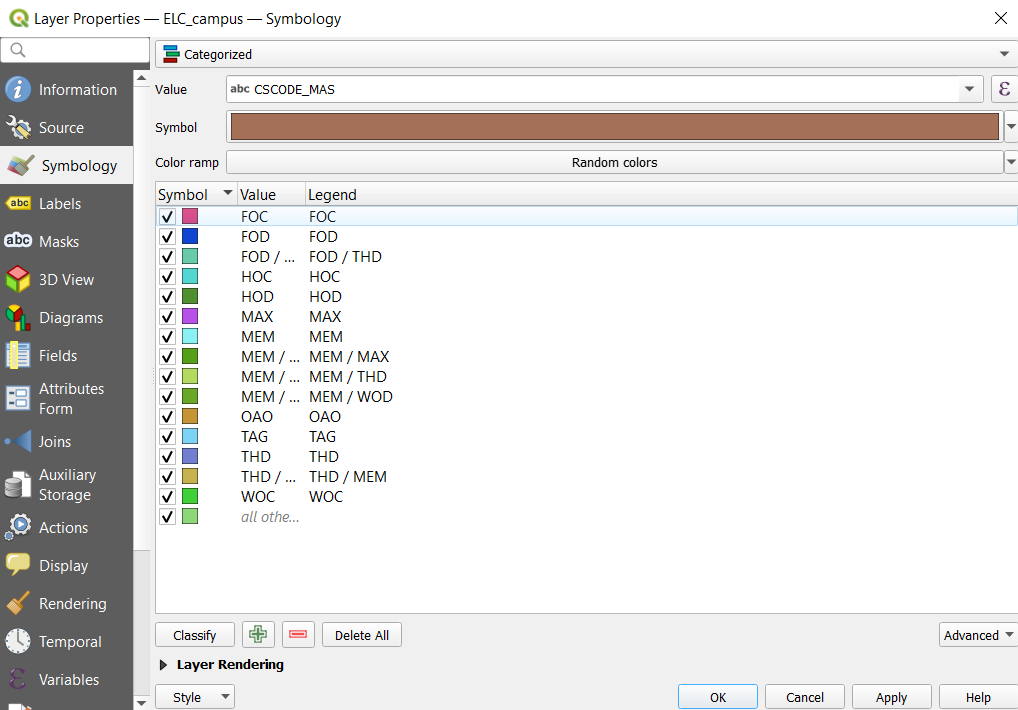 Layer Properties — ELC_campus — Symbology
Categorized
Information
Value
abc CSCODE_MAS
ε
Source
Symbol
Symbology
Color ramp
Random colors
Symbol Value Legend
abc Labels
abc Masks
3D View
Diagrams
Fields
Attributes
Form
Joins
Auxiliary
Storage
Actions
Display
Rendering
Temporal
ε Variables
FOC FOC
FOD FOD
FOD / ... FOD / THD
HOC HOC
HOD HOD
MAX MAX
MEM MEM
MEM / ... MEM / MAX
MEM / ... MEM / THD
MEM / ... MEM / WOD
OAO OAO
TAG TAG
THD THD
THD / ... THD / MEM
WOC WOC
all othe...
Classify
Delete All
Advanced
Layer Rendering
Style
OK
Cancel
Apply
Help